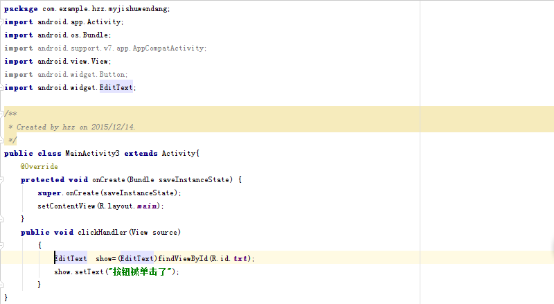 package com.example.hzz.myjishuwendang;
import android.app.Activity;
import android.os.Bundle;
import android.support.v7.app.AppCompatActivity;
import android.view.View;
import android.widget.Button;
import android.widget.EditText;
/**
* Created by hzz on 2015/12/14.
*/
public class MainActivity3 extends Activity{
@Override
protected void onCreate(Bundle saveInstanceState) {
super.onCreate(saveInstanceState);
setContentView(R.layout.main);
}
public void clickHandler(View source)
{
EditText show=(EditText)findViewById(R.id.txt);
show.setText("按钮被单击了");
}
}